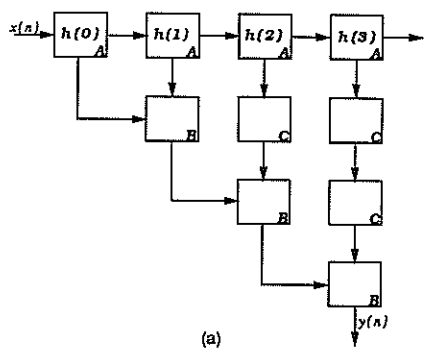 x{n}
h(0) A
h(1) A
h(2) A
h(3) A
B
C
C
B
C
B
y{n}
(a)